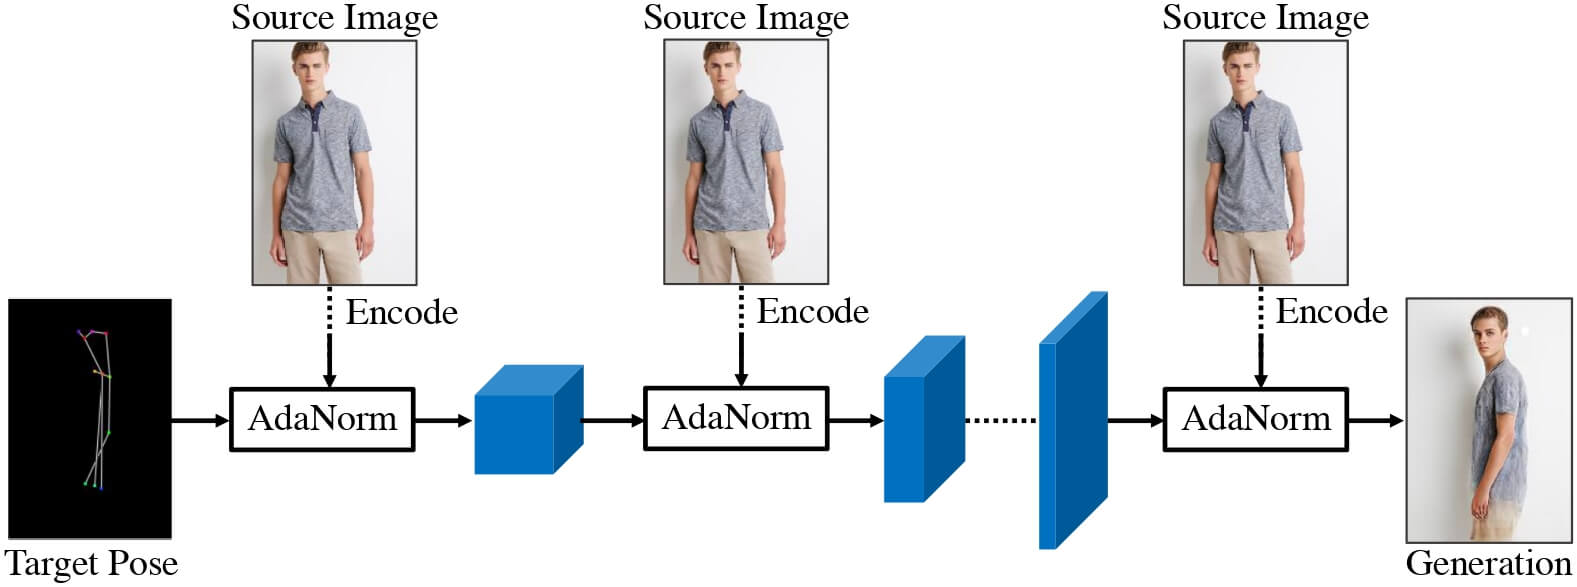 Source Image
Source Image
Source Image
Encode
Encode
Encode
AdaNorm
AdaNorm
AdaNorm
Target Pose
Generation